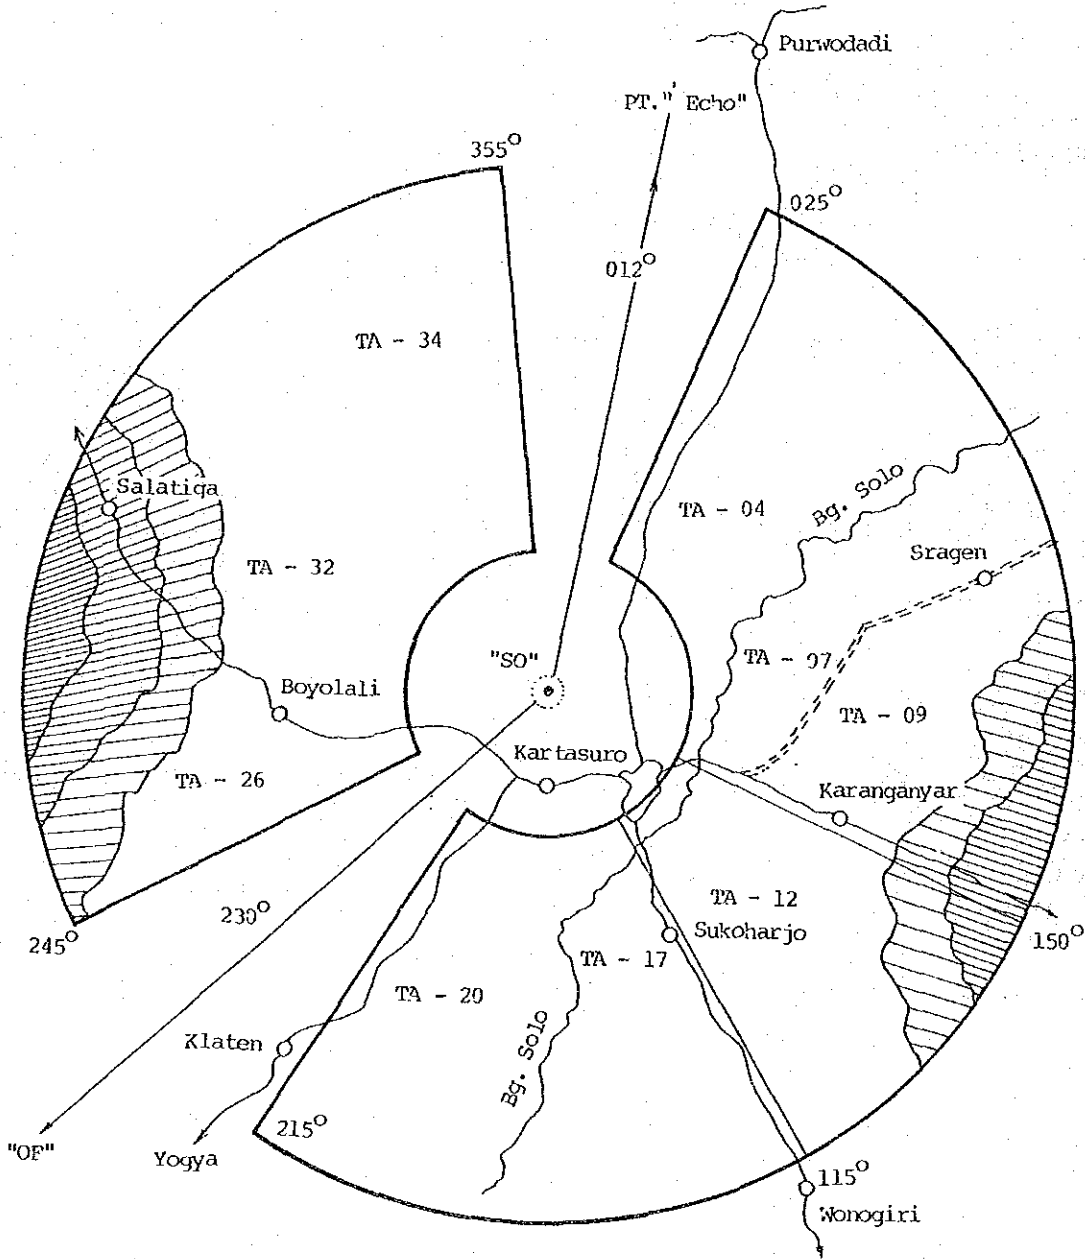 Purwodadi
PT."' Echo"
355°
025°
012°
TA - 34
Salatiga
TA - 04
Bg. Solo
Sragen
TA - 32
"SO"
TA - 07
Boyolali
TA - 09
Kartasuro
TA - 26
Karanganyar
TA - 12
230°
Sukoharjo
245°
150°
TA - 17
TA - 20
Klaten
Bg. Solo
215°
"OF"
Yogya
115°
Wonogiri